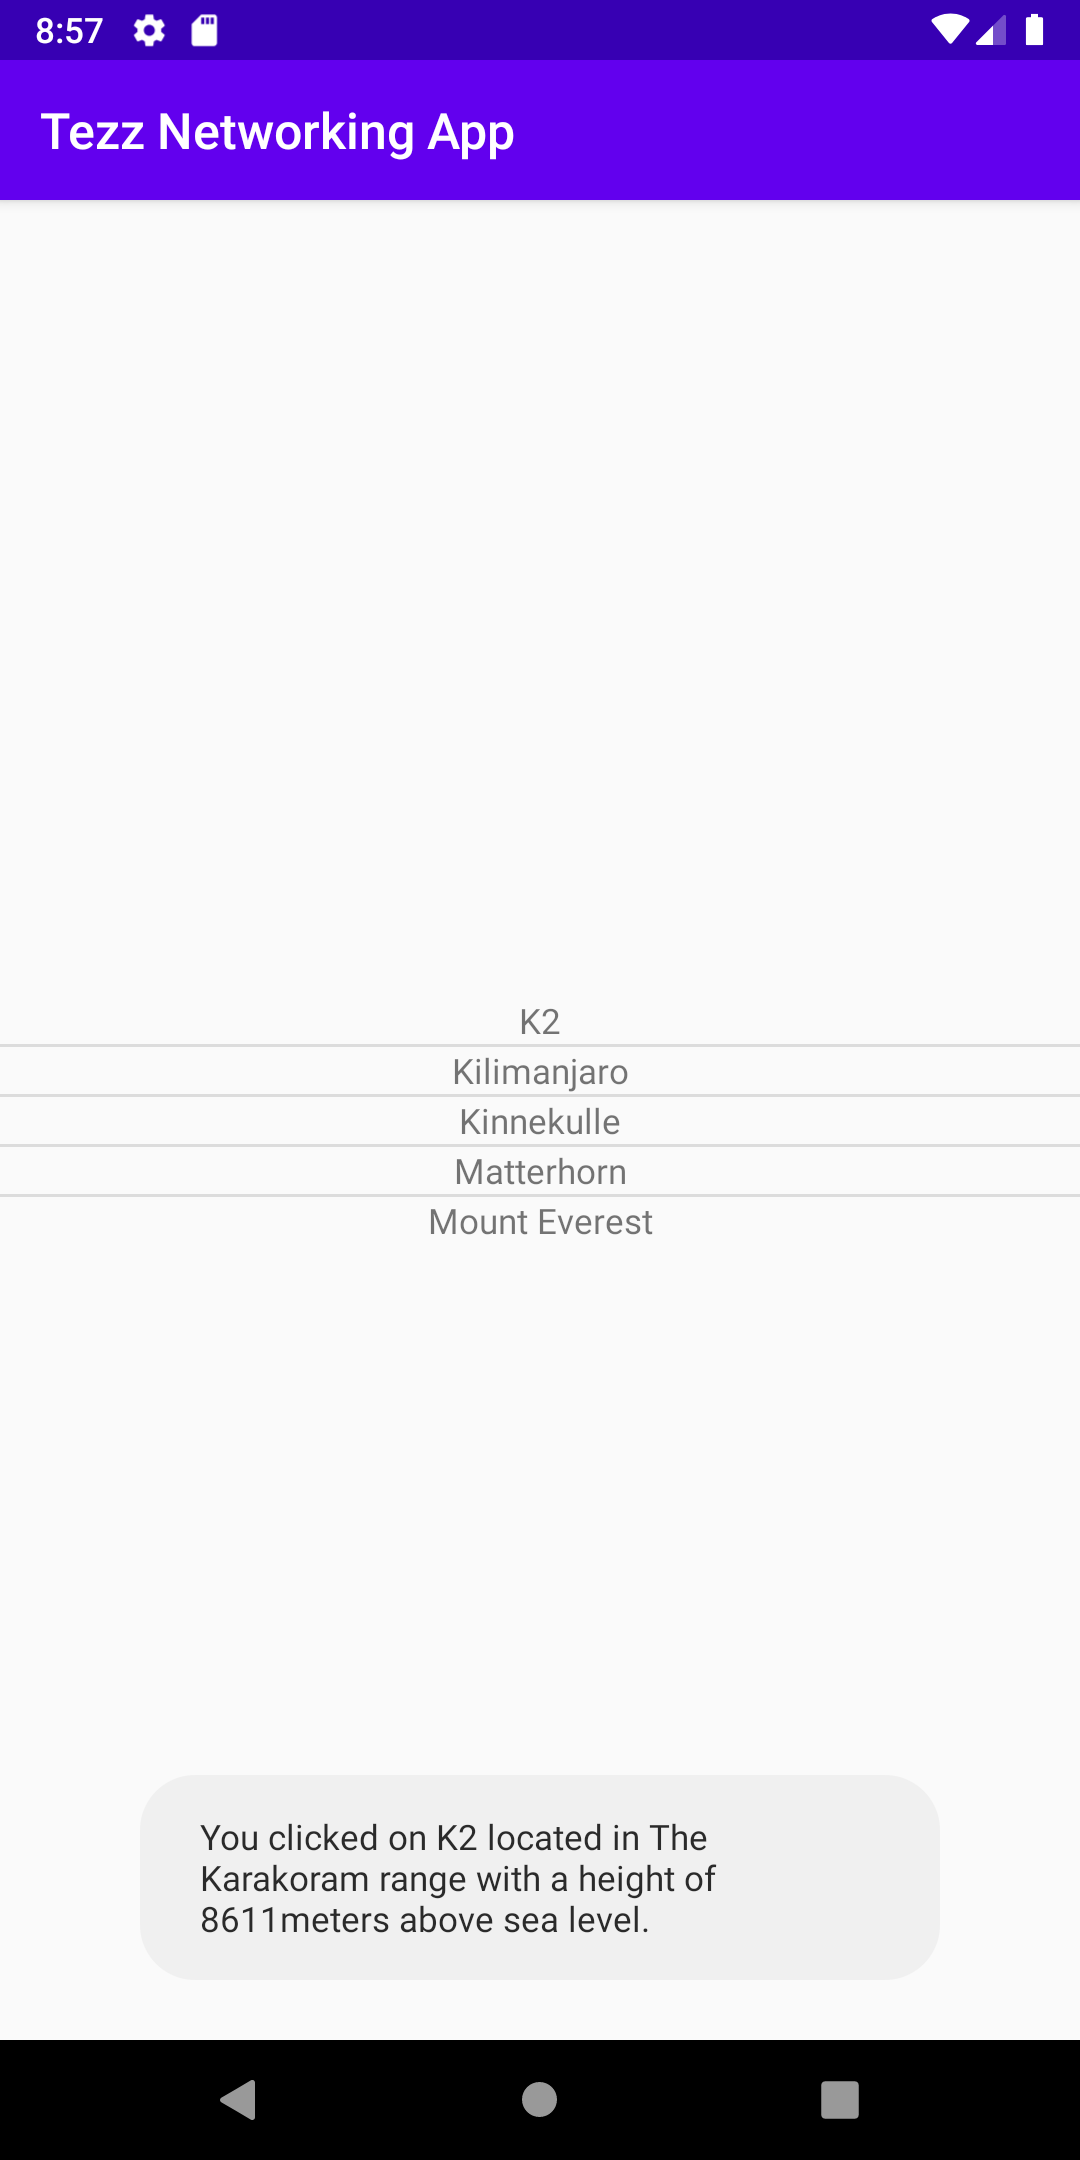 8:57
Tezz Networking App
K2
Kilimanjaro
Kinnekulle
Matterhorn
Mount Everest
You clicked on K2 located in The
Karakoram range with a height of
8611meters above sea level.